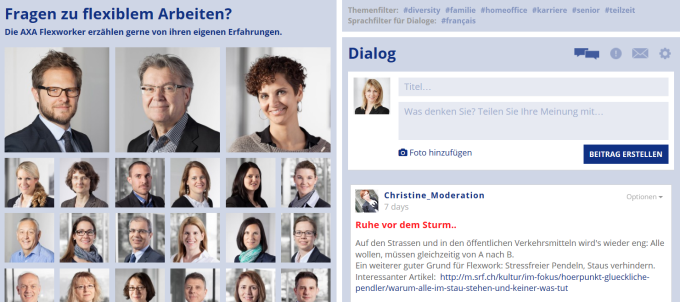 Fragen zu flexiblem Arbeiten?
Die AXA Flexworker erzählen gerne von ihren eigenen Erfahrungen.
Themenfilter: #diversity #familie #homeoffice #karriere #senior #teilzeit
Sprachfilter für Dialoge: #français
Dialog
Titel...
Was denken Sie? Teilen Sie Ihre Meinung mit...
Foto hinzufügen
BEITRAG ERSTELLEN
Christine_Moderation
Optionen
7 days
Ruhe vor dem Sturm..
Auf den Strassen und in den öffentlichen Verkehrsmitteln wird's wieder eng: Alle
wollen, müssen gleichzeitig von A nach B.
Ein weiterer guter Grund für Flexwork: Stressfreier Pendeln, Staus verhindern.
Interessanter Artikel: http://m.srf.ch/kultur/im-fokus/hoerpunkt-glueckliche-
pendler/warum-alle-im-stau-stehen-und-keiner-was-tut